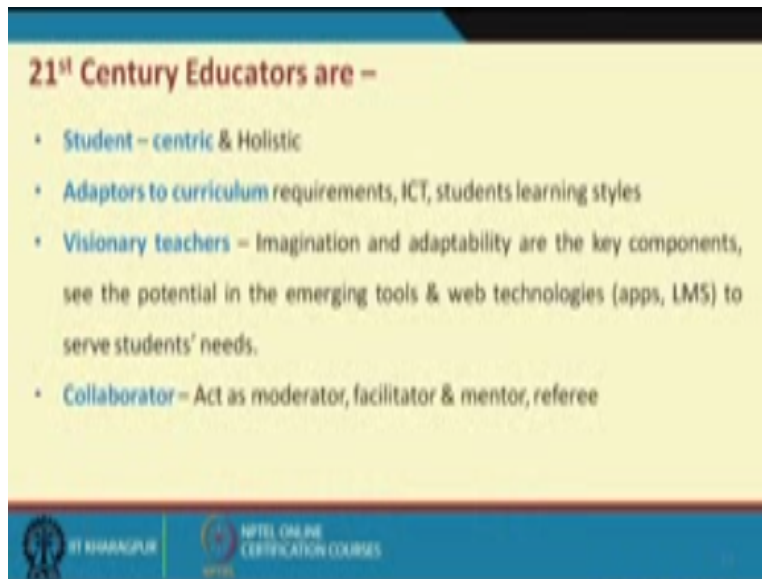 21st Century Educators are –
• Student – centric & Holistic
• Adaptors to curriculum requirements, ICT, students learning styles
• Visionary teachers – Imagination and adaptability are the key components,
see the potential in the emerging tools & web technologies (apps, LMS) to
serve students' needs.
• Collaborator – Act as moderator, facilitator & mentor, referee
IIT KHARAGPUR
NPTEL ONLINE
CERTIFICATION COURSES
NPTEL